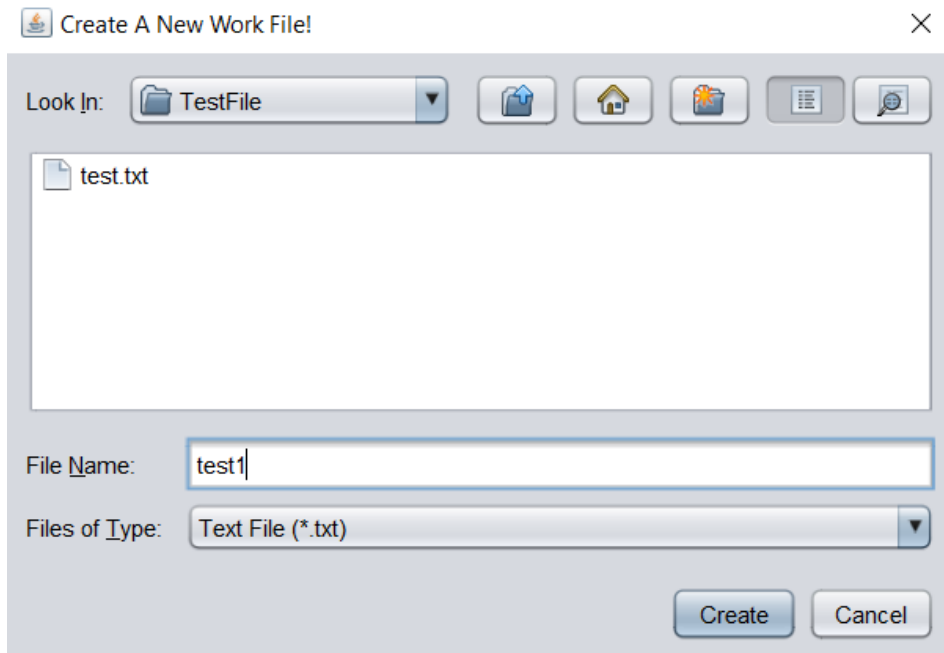 Create A New Work File!
Look In: TestFile
test.txt
File Name: test1
Files of Type: Text File (*.txt)
Create Cancel